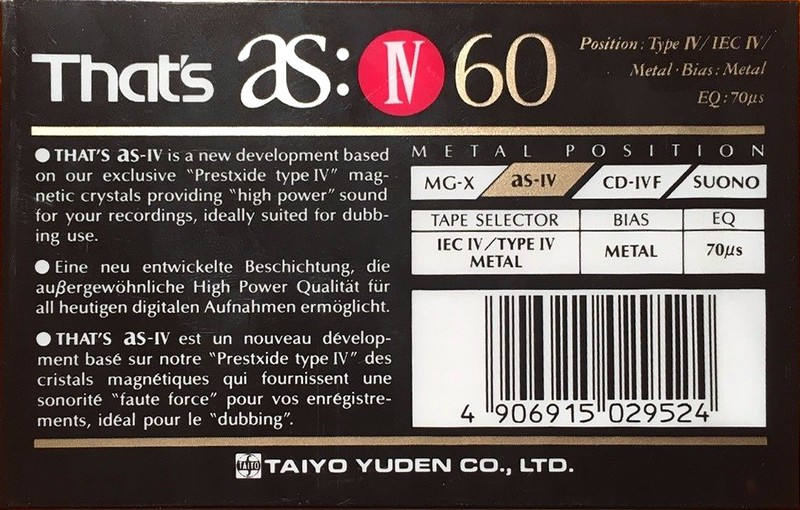 That's as: IV 60
Position : Type IV / IEC IV /
Metal · Bias : Metal
EQ : 70µs
● THAT'S as-IV is a new development based
on our exclusive "Prestxide type IV" mag-
netic crystals providing "high power" sound
for your recordings, ideally suited for dubb-
ing use.
● Eine neu entwickelte Beschichtung, die
außergewöhnliche High Power Qualität für
all heutigen digitalen Aufnahmen ermöglicht.
● THAT'S as-IV est un nouveau dévelop-
ment basé sur notre "Prestxide type IV" des
cristals magnétiques qui fournissent une
sonorité "faute force" pour vos enrégistre-
ments, idéal pour le "dubbing".
METAL POSITION
MG-X as-IV CD-IVF SUONO
TAPE SELECTOR BIAS EQ
IEC IV/TYPE IV METAL 70µs
METAL
4 906915 029524
TAIYO TAIYO YUDEN CO., LTD.